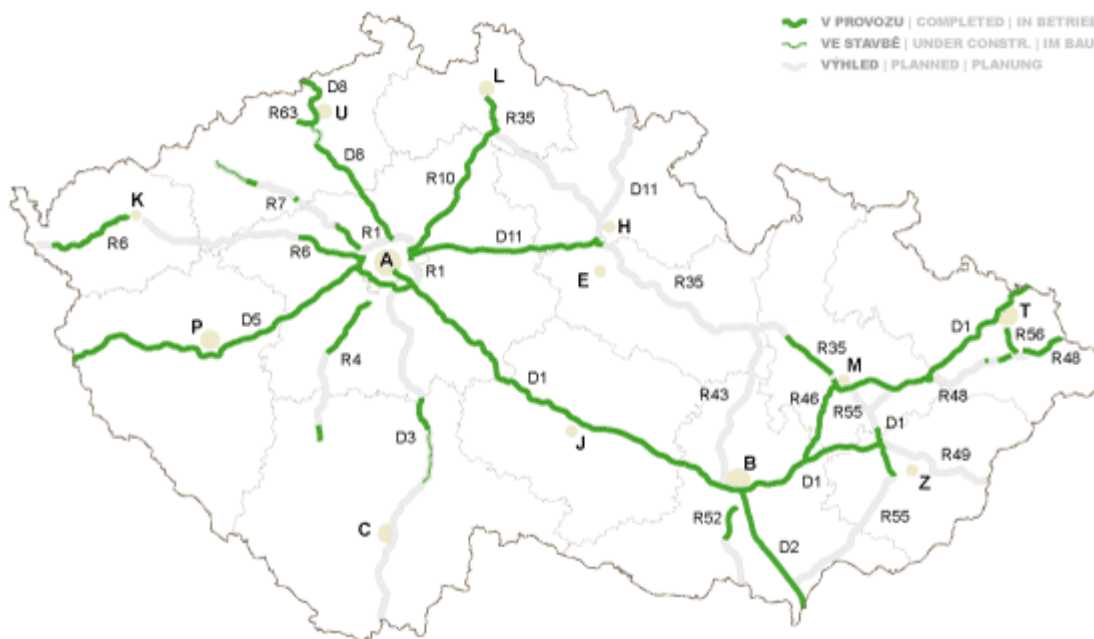 V PROVOZU | COMPLETED | IN BETRIED
VE STAVBĚ | UNDER CONSTR. | IM BAU
VÝHLED | PLANNED | PLANUNG
D8
L
R63
U
R35
D8
R10
D11
K
R7
R1
H
R6
R6
D11
A
R1
E
R35
T
D1
P
D5
R56
R4
R35
R48
D1
M
R43
R46
R55
R48
D3
J
D1
R49
B
D1
Z
R52
R55
C
D2